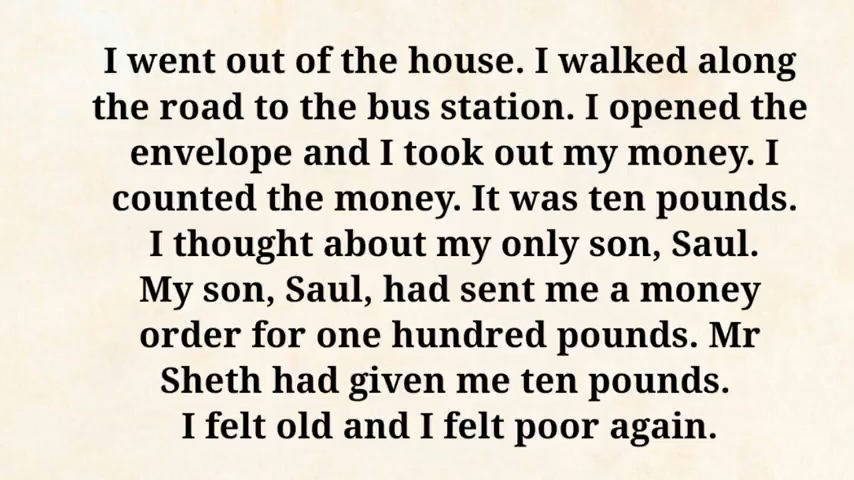 I went out of the house. I walked along
the road to the bus station. I opened the
envelope and I took out my money. I
counted the money. It was ten pounds.
I thought about my only son, Saul.
My son, Saul, had sent me a money
order for one hundred pounds. Mr
Sheth had given me ten pounds.
I felt old and I felt poor again.